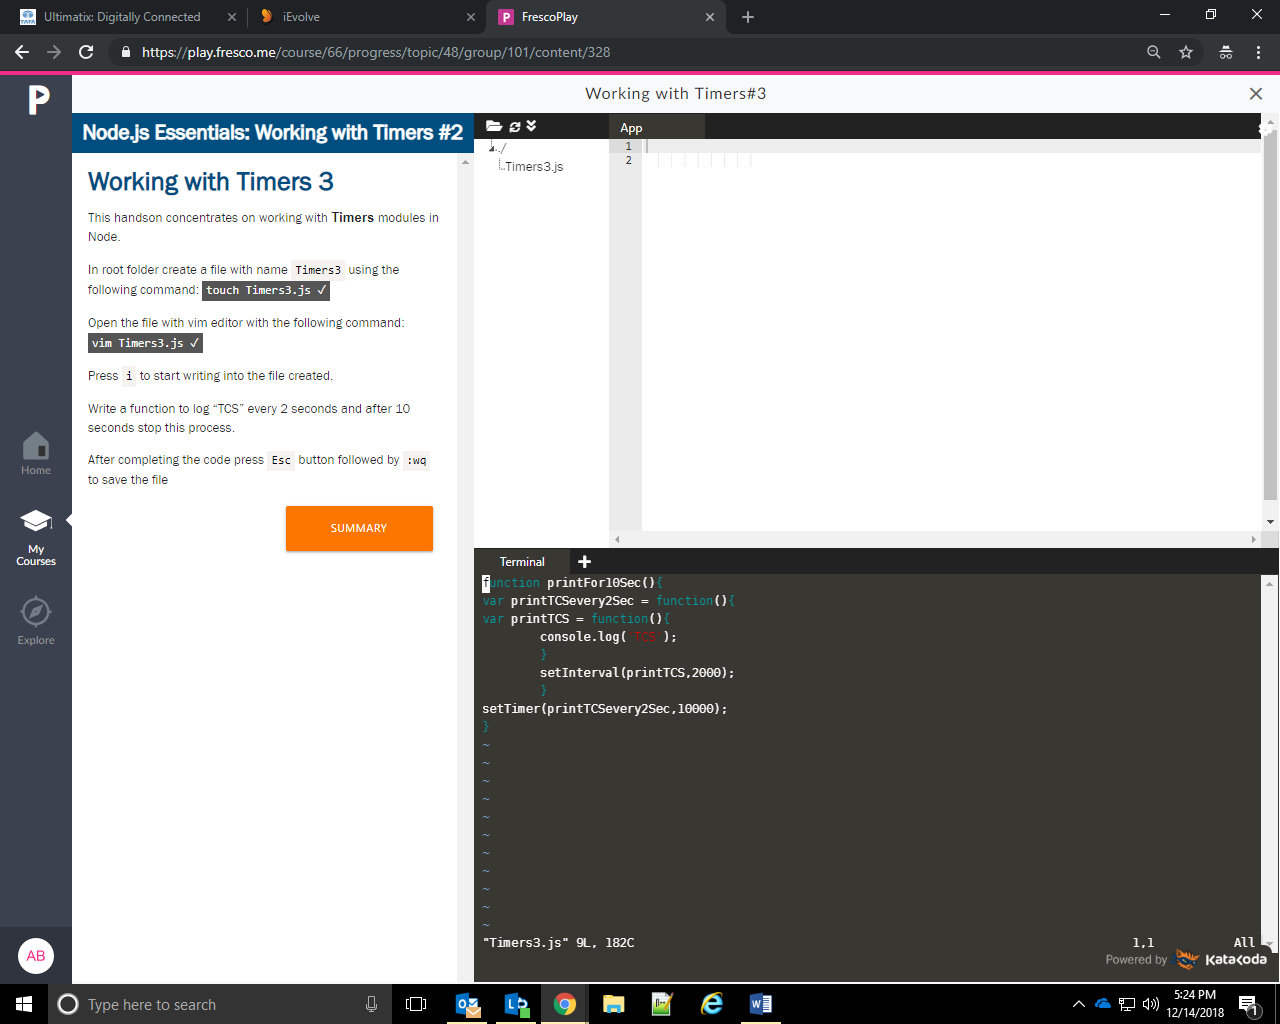 Ultimatix: Digitally Connected
iEvolve
FrescoPlay
https://play.fresco.me/course/66/progress/topic/48/group/101/content/328
Working with Timers#3
Node.js Essentials: Working with Timers #2
Working with Timers 3
This handson concentrates on working with Timers modules in
Node.
In root folder create a file with name Timers3 using the
following command: touch Timers3.js ✓
Open the file with vim editor with the following command:
vim Timers3.js ✓
Press i to start writing into the file created.
Write a function to log “TCS” every 2 seconds and after 10
seconds stop this process.
After completing the code press Esc button followed by :wq
to save the file
SUMMARY
Home
My
Courses
Explore
AB
./
Timers3.js
App
1
2
Terminal
function printFor10Sec(){
var printTCSevery2Sec = function(){
var printTCS = function(){
console.log("TCS");
}
setInterval(printTCS,2000);
}
setTimer(printTCSevery2Sec,10000);
}
~
~
~
~
~
~
~
~
~
~
~
"Timers3.js" 9L, 182C
1,1
All
Powered by Katacoda
Type here to search
5:24 PM
12/14/2018
1